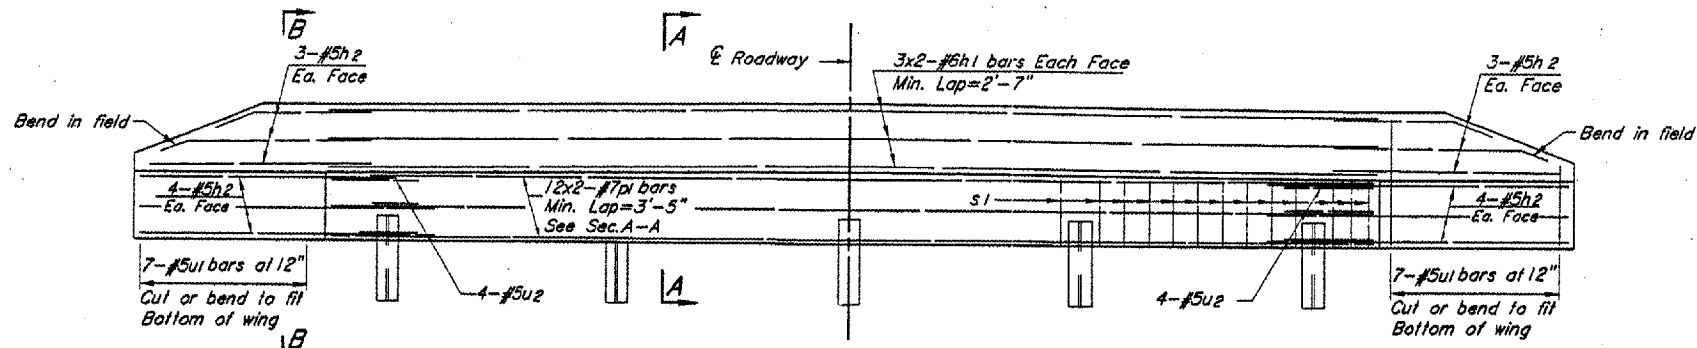 B
A
3-#5h2
Ea. Face
℄ Roadway
3x2-#6h1 bars Each Face
Min. Lap=2'-7"
3-#5h2
Ea. Face
Bend in field
Bend in field
4-#5h2
Ea. Face
12x2-#7p1 bars
Min. Lap=3'-5"
See Sec. A-A
s1
4-#5h2
Ea. Face
7-#5u1 bars at 12"
Cut or bend to fit
Bottom of wing
4-#5u2
A
4-#5u2
7-#5u1 bars at 12"
Cut or bend to fit
Bottom of wing
B